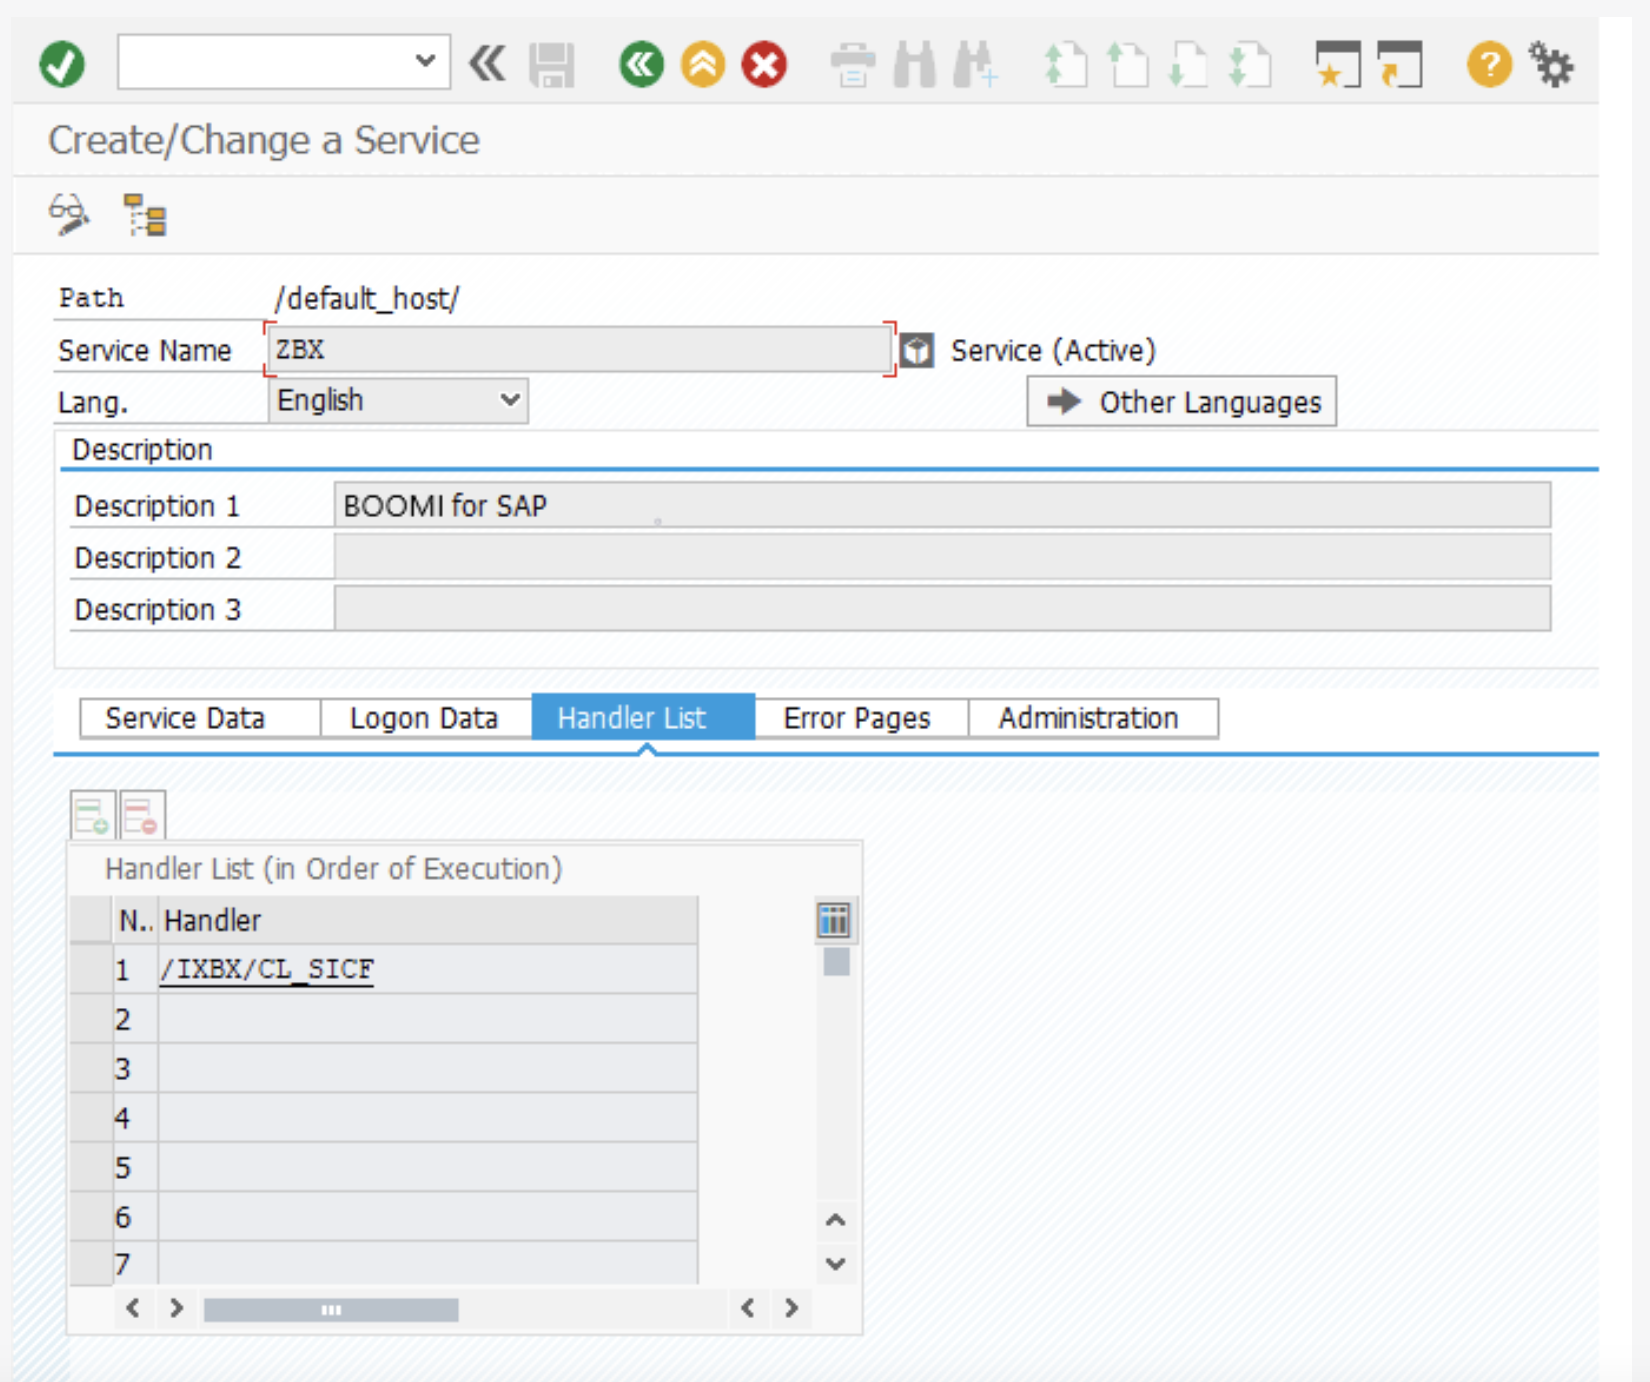 Create/Change a Service
Path /default_host/
Service Name ZBX Service (Active)
Lang. English Other Languages
Description
Description 1 BOOMI for SAP
Description 2
Description 3
Service Data Logon Data Handler List Error Pages Administration
Handler List (in Order of Execution)
N.. Handler
1 /IXBX/CL_SICF
2
3
4
5
6
7